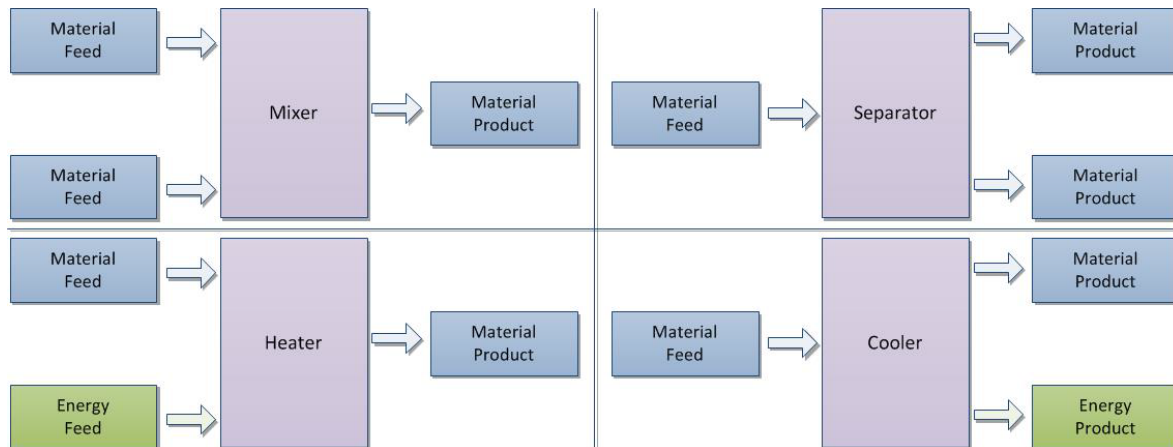 Material
Feed
Mixer
Material
Product
Material
Feed
Material
Feed
Separator
Material
Product
Material
Product
Material
Feed
Heater
Material
Product
Energy
Feed
Material
Feed
Cooler
Material
Product
Energy
Product